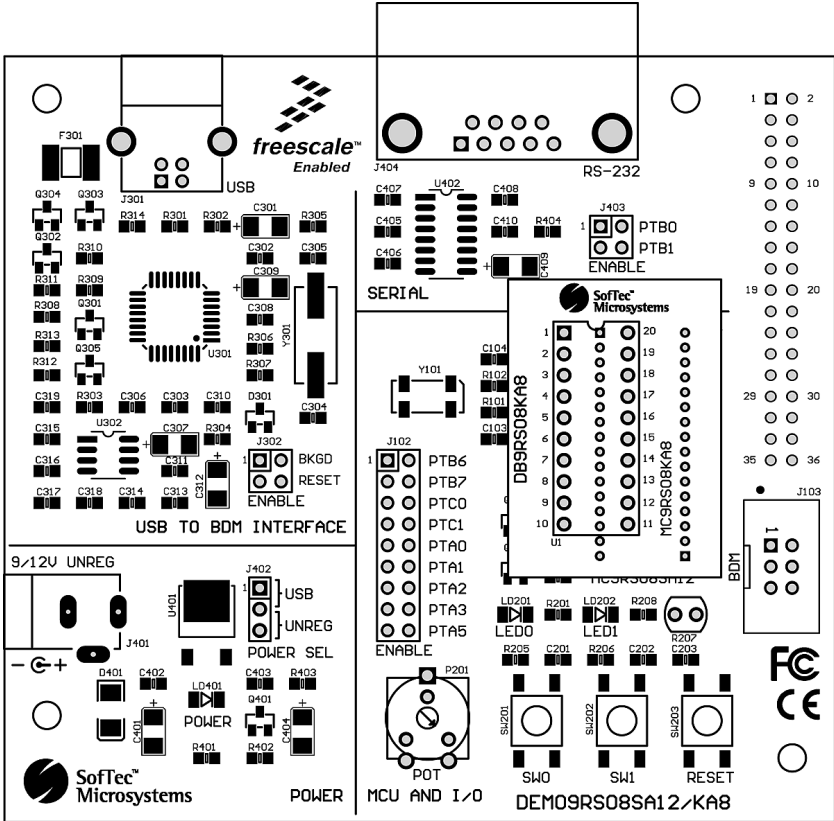 F301
J301
USB
freescale™
Enabled
J404
RS-232
1 2
9 10
19 20
29 30
35 36
Q304 Q303
R314 R301 R302 + C301 R305
Q302
R310 C302 C305
R311 R309 + C309
R308 Q301 C308
R313 R306
Q305 U301 Y301
R312 R307
C319 R303 C306 C303 C310 D301 C304
C315 U302 + C307 R304
J302
1 BKGD
RESET
ENABLE
C316 C311
C312 +
C317 C318 C314 C313
USB TO BDM INTERFACE
C407 U402 C408
C405 C410 R404
C406 + C409
J403
1 PTB0
PTB1
ENABLE
SERIAL
SofTec™
Microsystems
C104
Y101 R102
R101
C103
DB9RS08KA8
MC9RS08KA8
1 20
2 19
3 18
4 17
5 16
6 15
7 14
8 13
9 12
10 11
U1
MC9RS08SA12
J102
1 PTB6
PTB7
PTC0
PTC1
PTA0
PTA1
PTA2
PTA3
PTA5
ENABLE
J103
1
BDM
9/12V UNREG
J401
- +
U401
J402
1
USB
UNREG
POWER SEL
D401 C402 LD401 C403 R403
+ C401 POWER Q401 + C404
R401 R402
SofTec™
Microsystems
POWER
LD201 R201 LD202 R208
LED0 LED1 R207
R205 C201 R206 C202 C203
P201
POT
SW201 SW202 SW203
SW0 SW1 RESET
FC
CE
MCU AND I/O
DEMO9RS08SA12/KA8